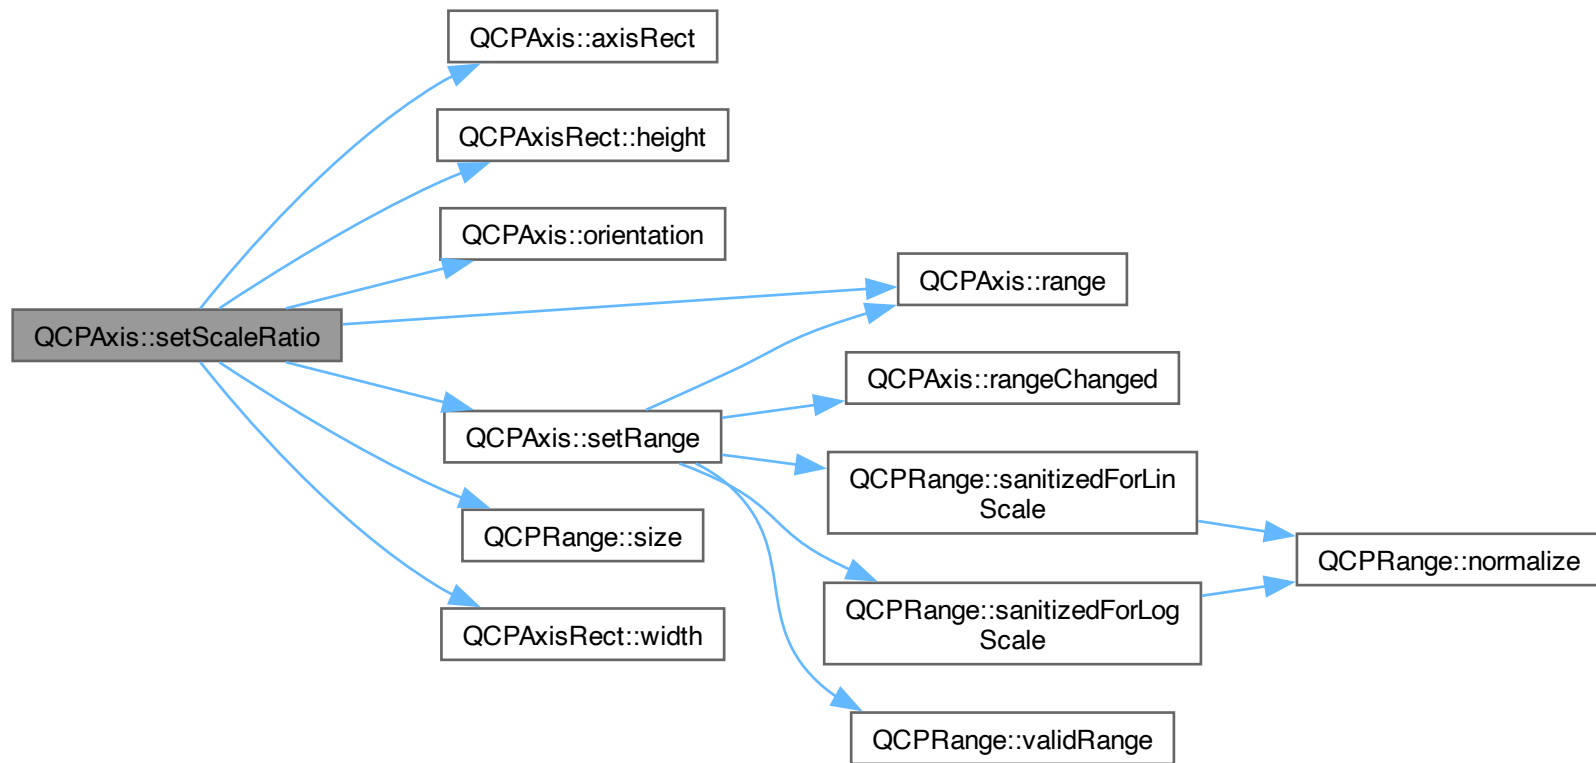 QCPAxis::axisRect
QCPAxisRect::height
QCPAxis::orientation
QCPAxis::range
QCPAxis::setScaleRatio
QCPAxis::rangeChanged
QCPAxis::setRange
QCPRange::sanitizedForLin
Scale
QCPRange::size
QCPRange::normalize
QCPRange::sanitizedForLog
Scale
QCPAxisRect::width
QCPRange::validRange